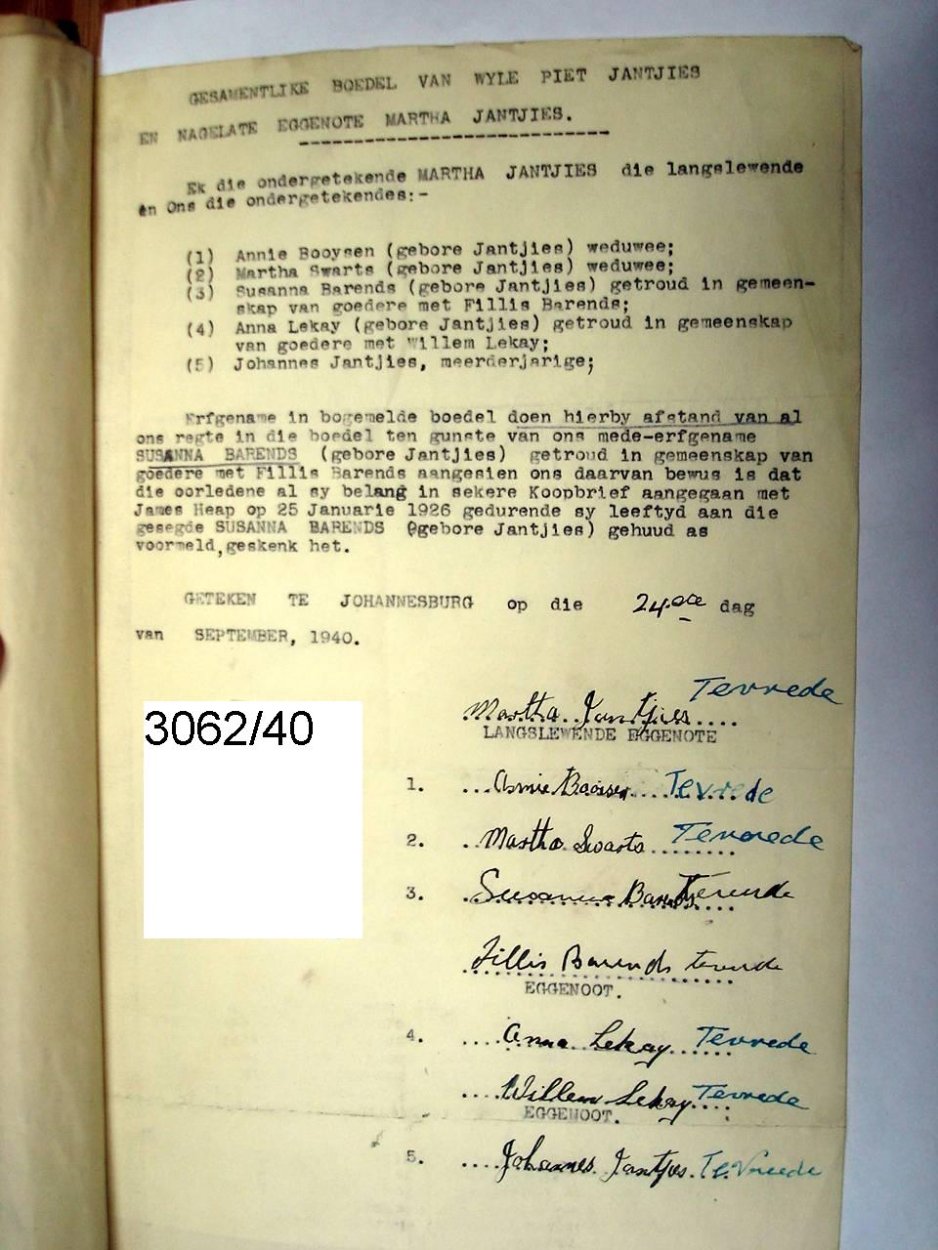 GESAMENTLIKE BOEDEL VAN WYLE PIET JANTJIES
EN NAGELATE EGGENOTE MARTHA JANTJIES.
Ek die ondergetekende MARTHA JANTJIES die langslewende
en Ons die ondergetekendes:-
(1) Annie Booysen (gebore Jantjies) weduwee;
(2) Martha Swarts (gebore Jantjies) weduwee;
(3) Susanna Barends (gebore Jantjies) getroud in gemeen-
skap van goedere met Fillis Barends;
(4) Anna Lekay (gebore Jantjies) getroud in gemeenskap
van goedere met Willem Lekay;
(5) Johannes Jantjies, meerderjarige;
Erfgename in bogemelde boedel doen hierby afstand van al
ons regte in die boedel ten gunste van ons mede-erfgename
SUSANNA BARENDS (gebore Jantjies) getroud in gemeenskap van
goedere met Fillis Barends aangesien ons daarvan bewus is dat
die oorledene al sy belang in sekere Koopbrief aangegaan met
James Heap op 25 Januarie 1926 gedurende sy leeftyd aan die
gesegde SUSANNA BARENDS (gebore Jantjies) gehuud as
voormeld, geskenk het.
GETEKEN TE JOHANNESBURG op die 24ste dag
van SEPTEMBER, 1940.
3062/40
Martha Jantjies Tevrede
LANGSLEWENDE EGGENOTE
1. Annie Booisen Tevrede
2. Martha Swarts Tevrede
3. Susanna Barends Tevrede
Fillis Barends tevrede
EGGENOOT.
4. Anna Lekay Tevrede
Willem Lekay Tevrede
EGGENOOT.
5. Johannes Jantjies TeVreede